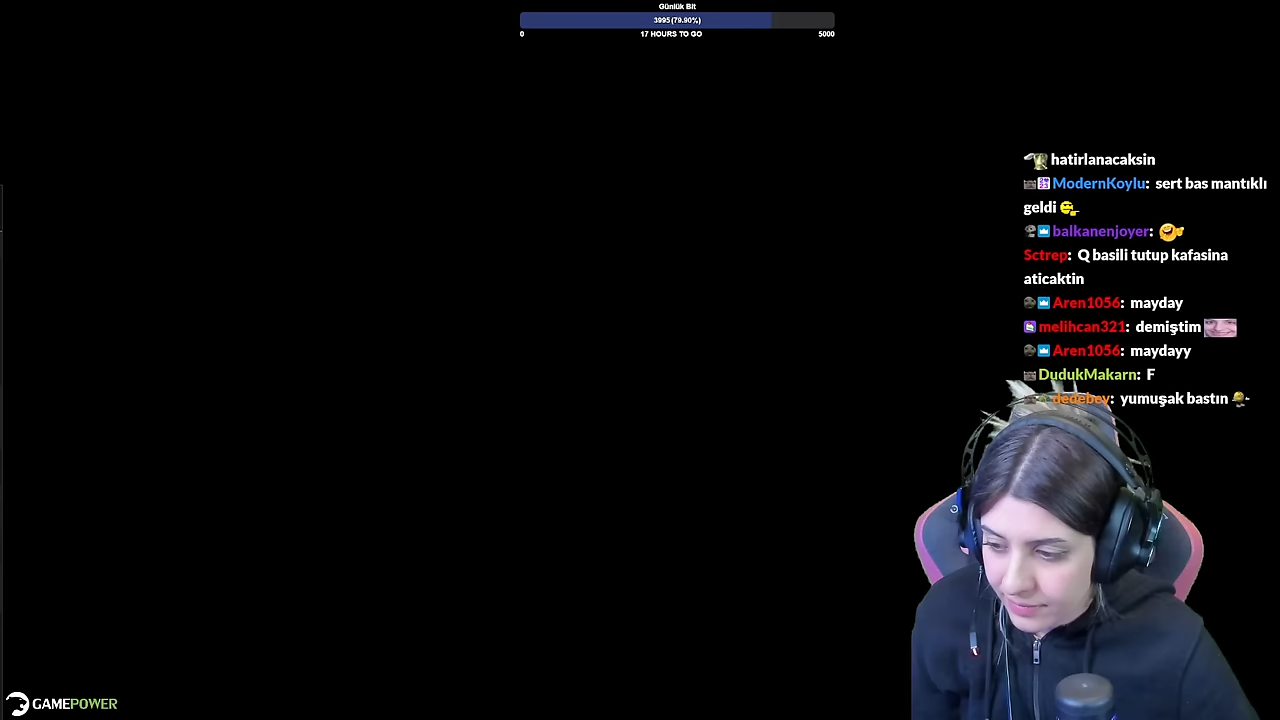 Günlük Bit
3995 (79.90%)
0 17 HOURS TO GO 5000
hatirlanacaksin
ModernKoylu: sert bas mantıklı
geldi
balkanenjoyer:
Sctrep: Q basili tutup kafasina
aticaktin
Aren1056: mayday
melihcan321: demiştim
Aren1056: maydayy
DudukMakarn: F
dedebey: yumuşak bastın
GAMEPOWER